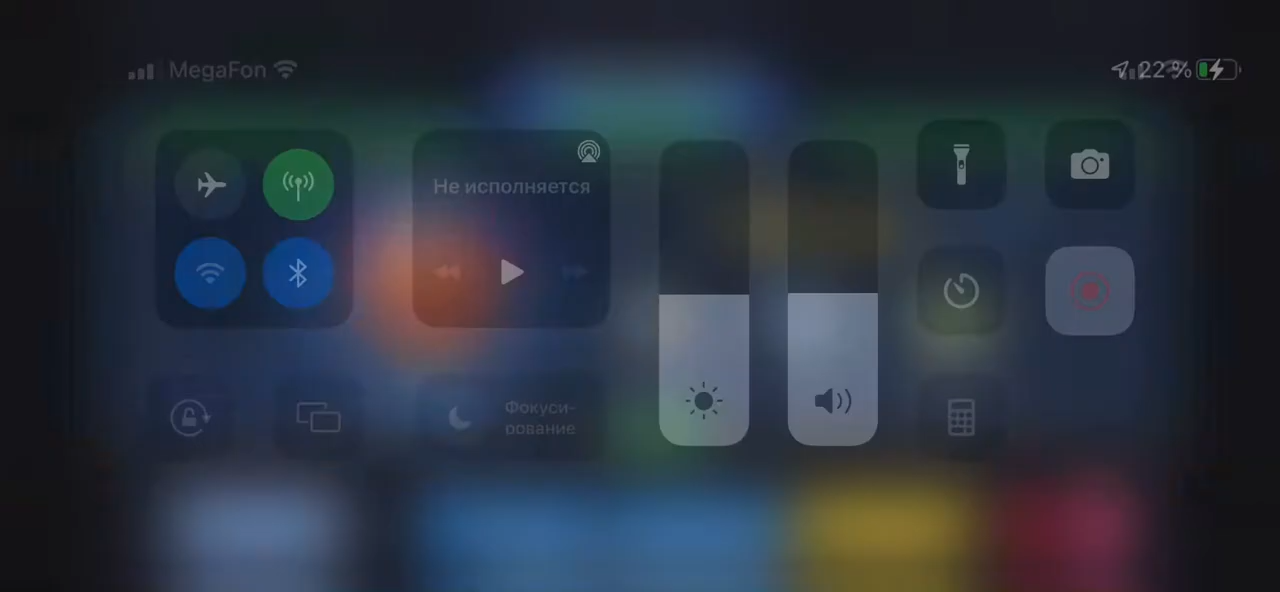 MegaFon
22 %
Не исполняется
Фокуси-
рование